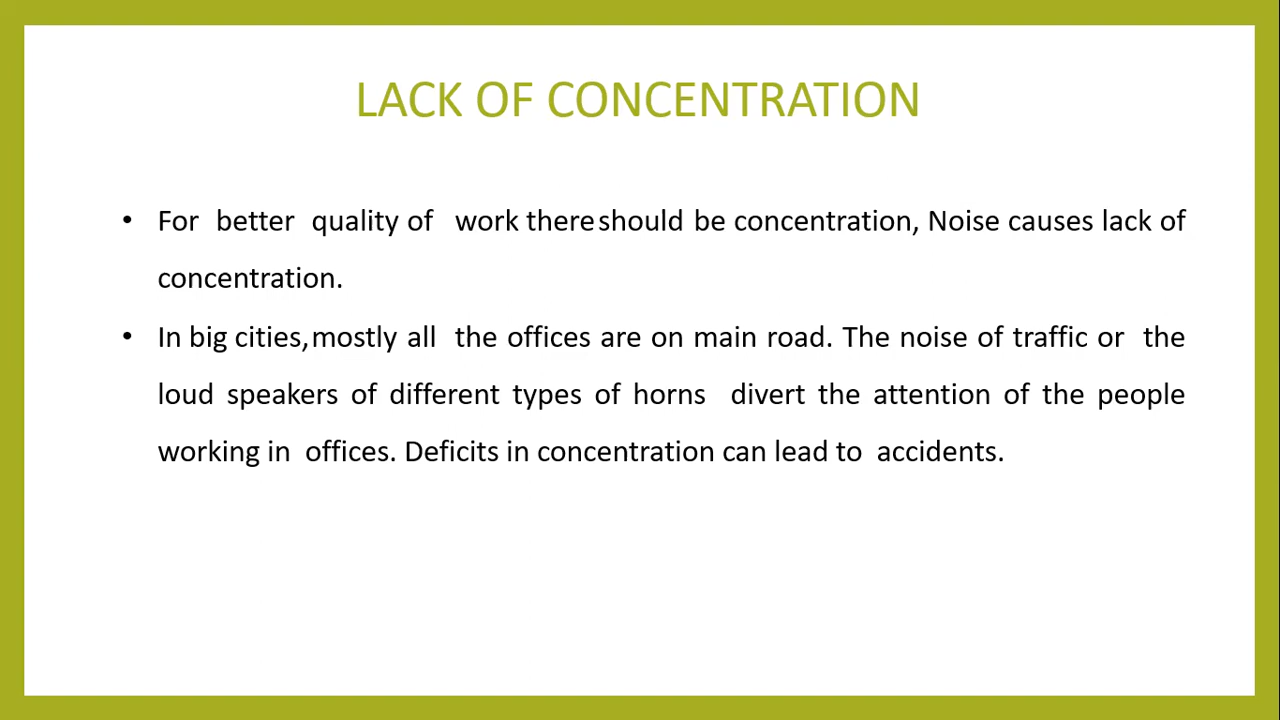 LACK OF CONCENTRATION
• For better quality of work there should be concentration, Noise causes lack of
concentration.
• In big cities, mostly all the offices are on main road. The noise of traffic or the
loud speakers of different types of horns divert the attention of the people
working in offices. Deficits in concentration can lead to accidents.